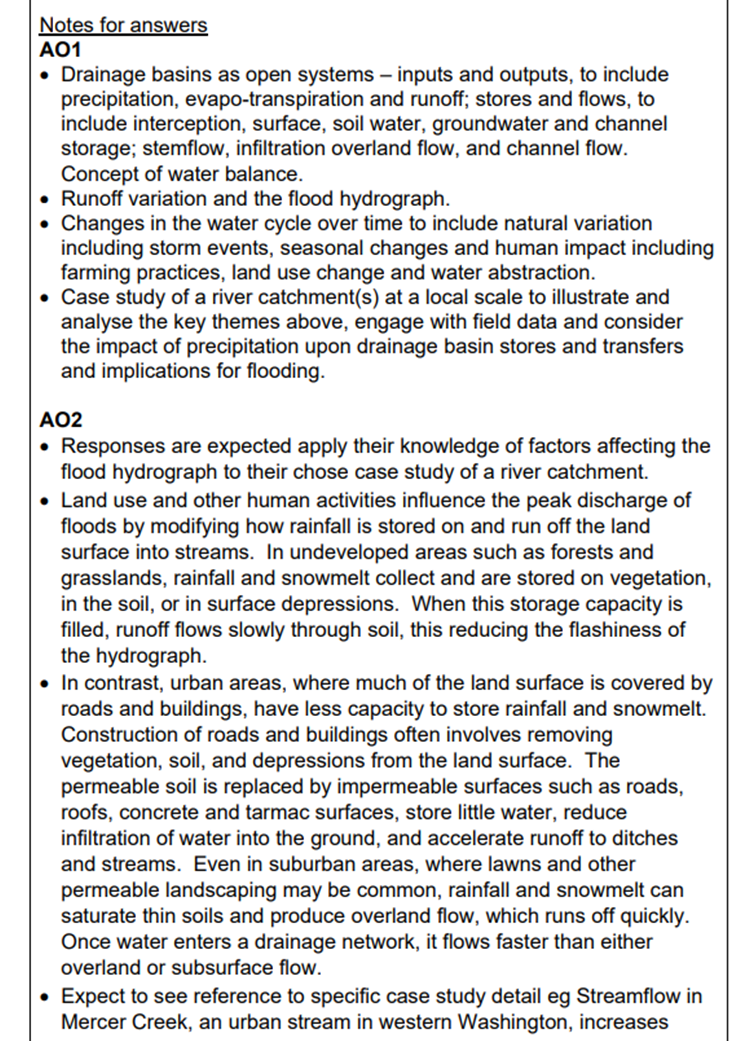 Notes for answers
AO1
• Drainage basins as open systems – inputs and outputs, to include
precipitation, evapo-transpiration and runoff; stores and flows, to
include interception, surface, soil water, groundwater and channel
storage; stemflow, infiltration overland flow, and channel flow.
Concept of water balance.
• Runoff variation and the flood hydrograph.
• Changes in the water cycle over time to include natural variation
including storm events, seasonal changes and human impact including
farming practices, land use change and water abstraction.
• Case study of a river catchment(s) at a local scale to illustrate and
analyse the key themes above, engage with field data and consider
the impact of precipitation upon drainage basin stores and transfers
and implications for flooding.
AO2
• Responses are expected apply their knowledge of factors affecting the
flood hydrograph to their chose case study of a river catchment.
• Land use and other human activities influence the peak discharge of
floods by modifying how rainfall is stored on and run off the land
surface into streams. In undeveloped areas such as forests and
grasslands, rainfall and snowmelt collect and are stored on vegetation,
in the soil, or in surface depressions. When this storage capacity is
filled, runoff flows slowly through soil, this reducing the flashiness of
the hydrograph.
• In contrast, urban areas, where much of the land surface is covered by
roads and buildings, have less capacity to store rainfall and snowmelt.
Construction of roads and buildings often involves removing
vegetation, soil, and depressions from the land surface. The
permeable soil is replaced by impermeable surfaces such as roads,
roofs, concrete and tarmac surfaces, store little water, reduce
infiltration of water into the ground, and accelerate runoff to ditches
and streams. Even in suburban areas, where lawns and other
permeable landscaping may be common, rainfall and snowmelt can
saturate thin soils and produce overland flow, which runs off quickly.
Once water enters a drainage network, it flows faster than either
overland or subsurface flow.
• Expect to see reference to specific case study detail eg Streamflow in
Mercer Creek, an urban stream in western Washington, increases